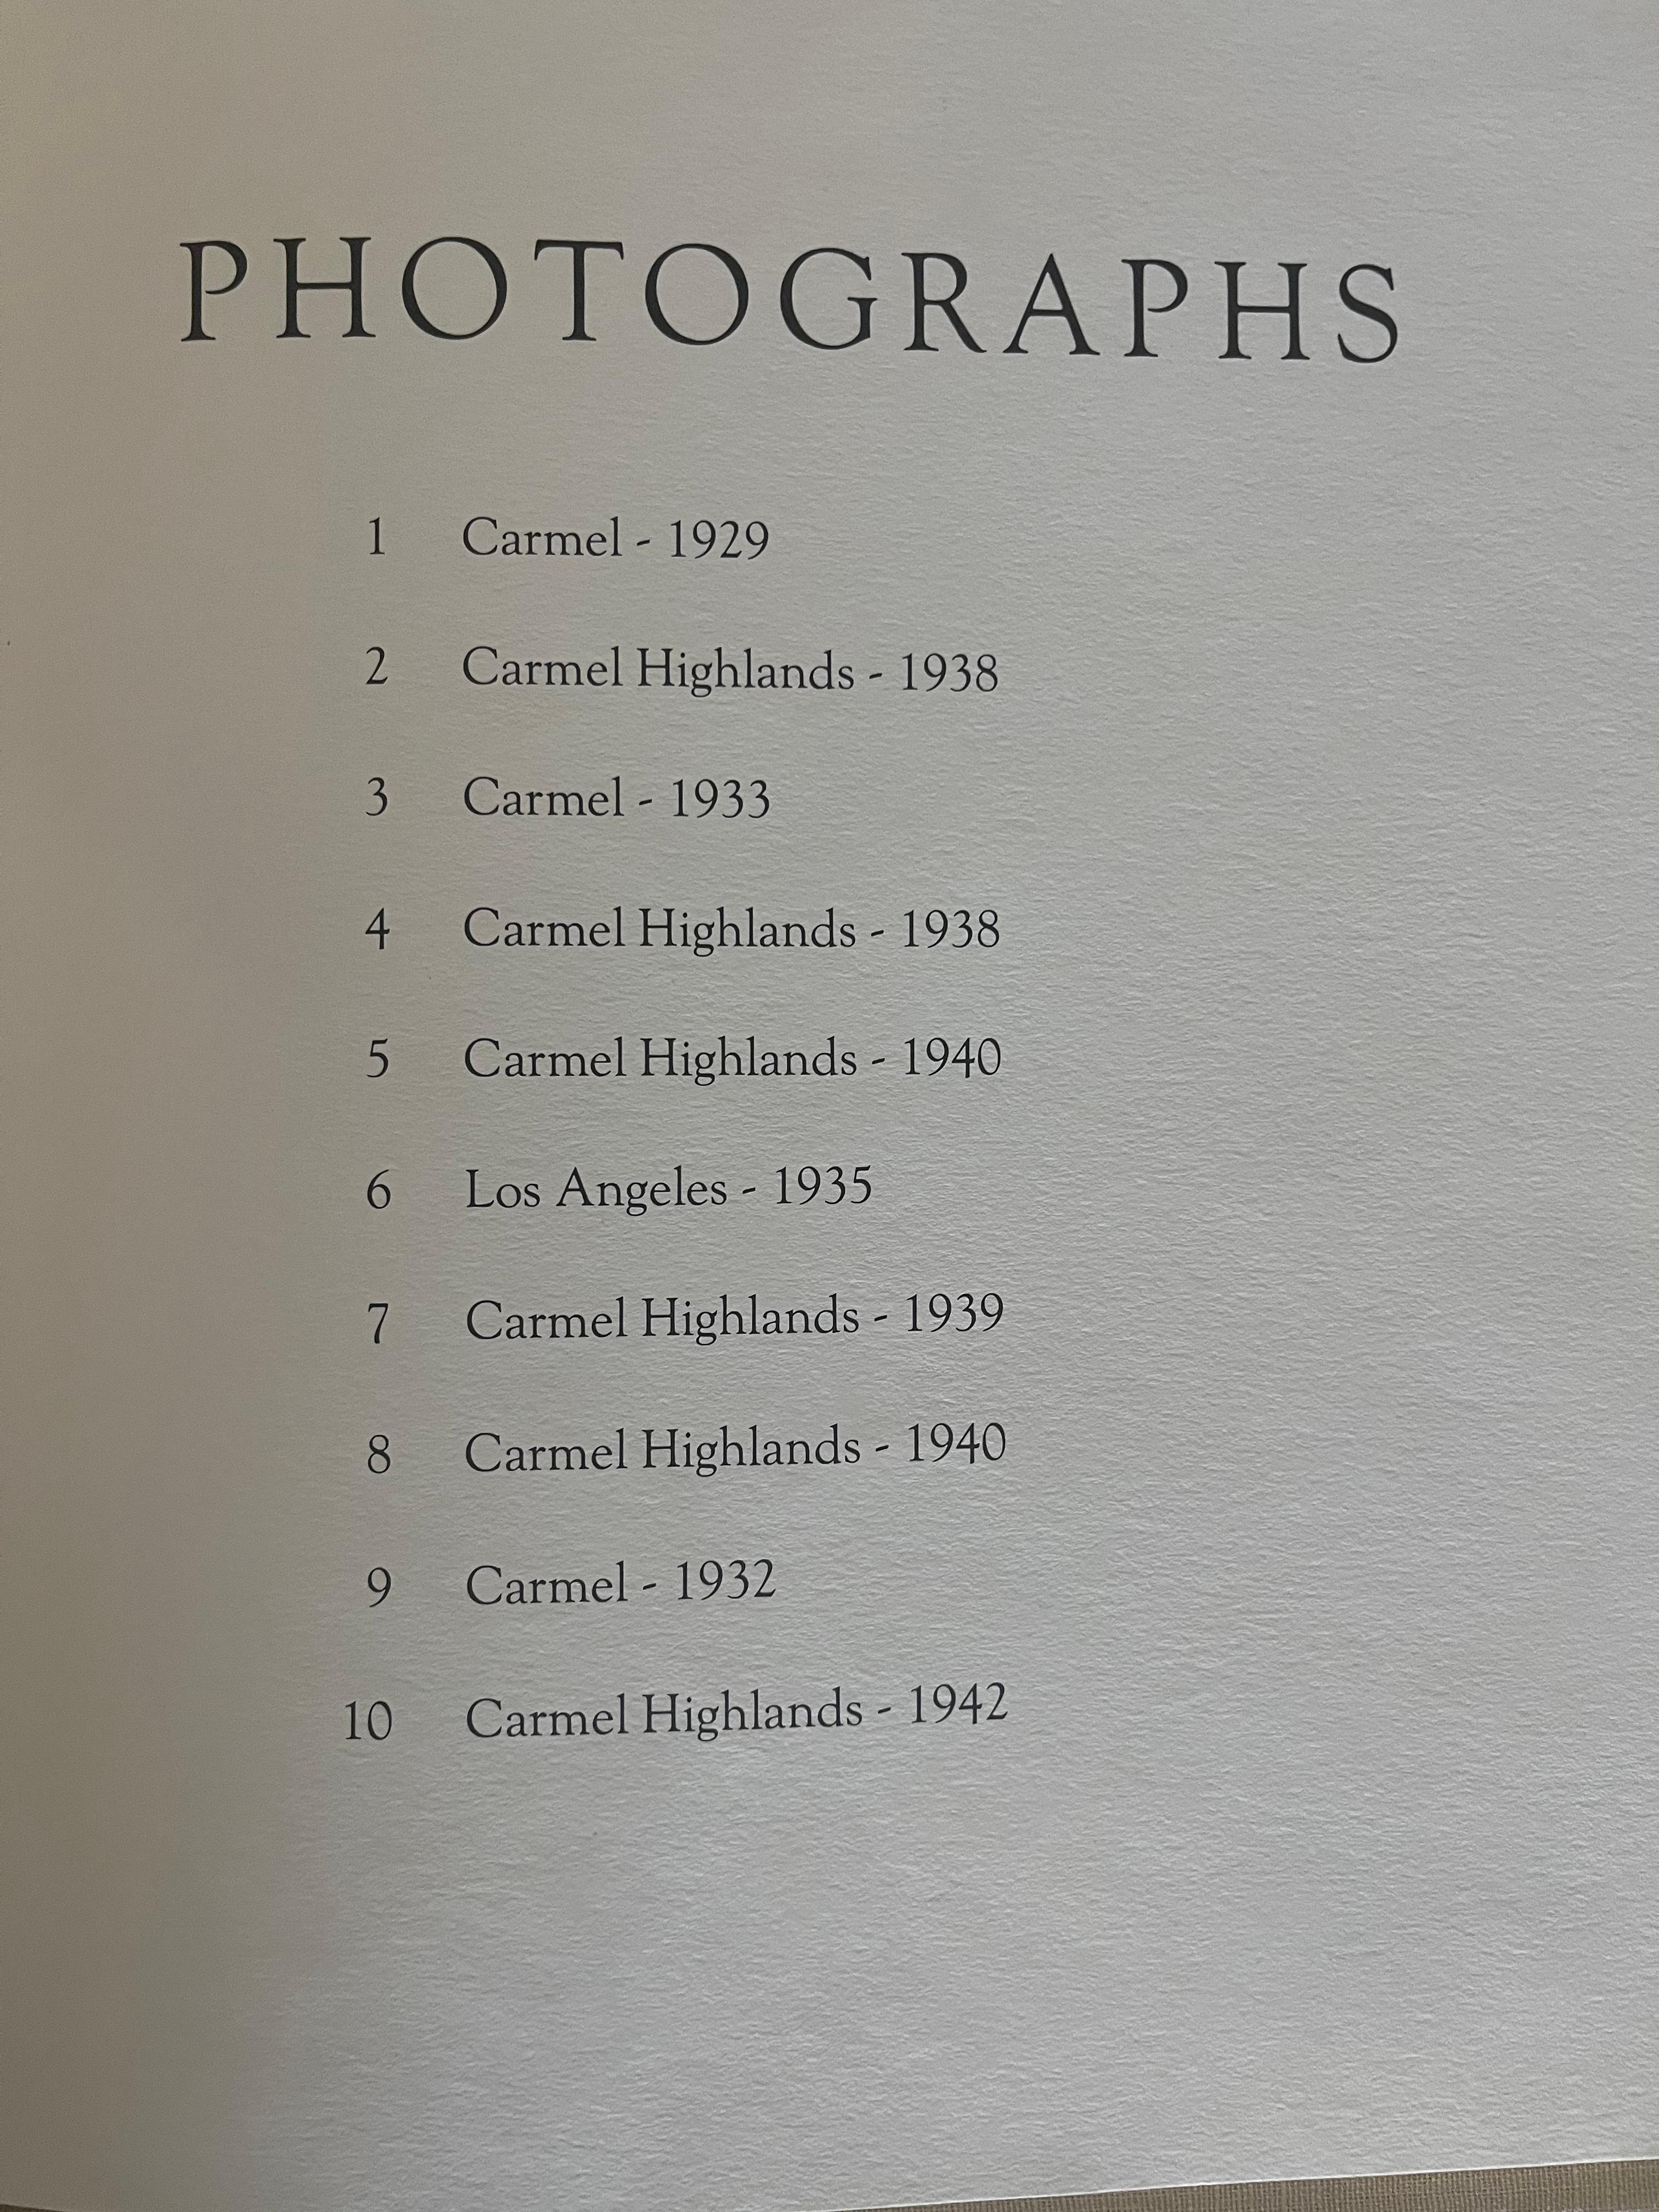 PHOTOGRAPHS
1 Carmel - 1929
2 Carmel Highlands - 1938
3 Carmel - 1933
4 Carmel Highlands - 1938
5 Carmel Highlands - 1940
6 Los Angeles - 1935
7 Carmel Highlands - 1939
8 Carmel Highlands - 1940
9 Carmel - 1932
10 Carmel Highlands - 1942